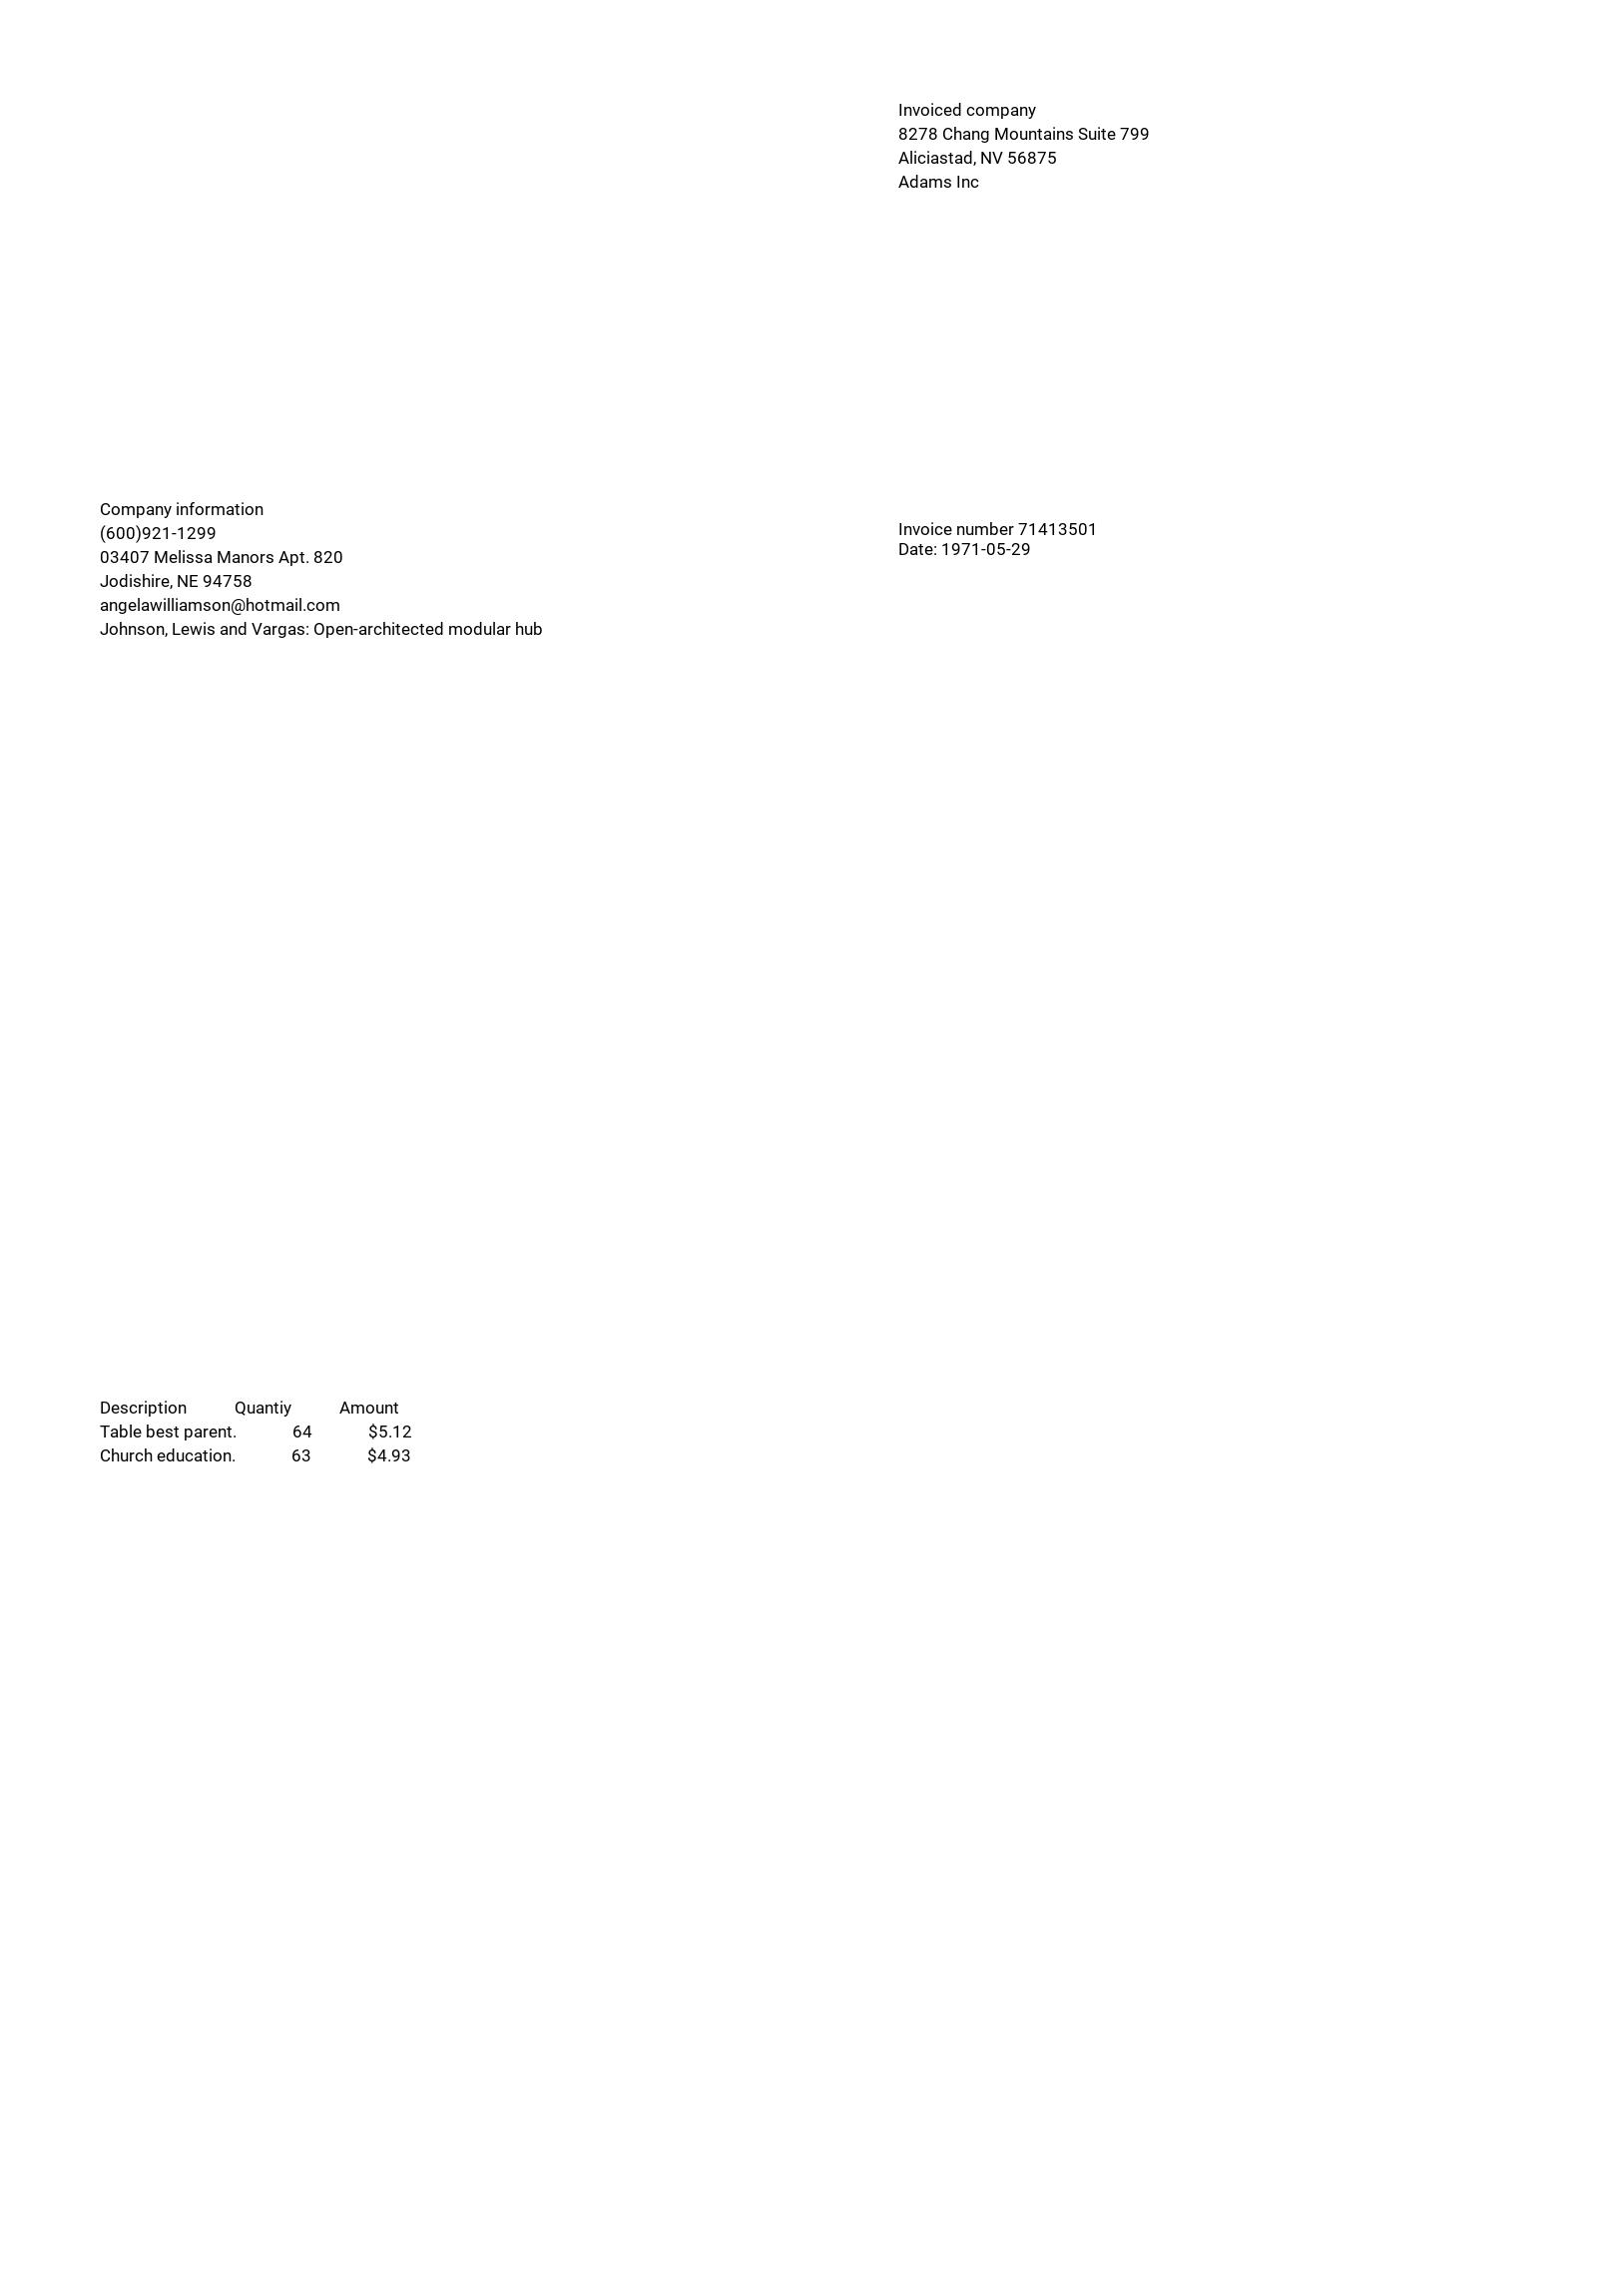 Invoiced company
8278 Chang Mountains Suite 799
Aliciastad, NV 56875
Adams Inc
Company information
(600)921-1299
03407 Melissa Manors Apt. 820
Jodishire, NE 94758
angelawilliamson@hotmail.com
Johnson, Lewis and Vargas: Open-architected modular hub
Invoice number 71413501
Date: 1971-05-29
Description Quantiy Amount
Table best parent. 64 $5.12
Church education. 63 $4.93